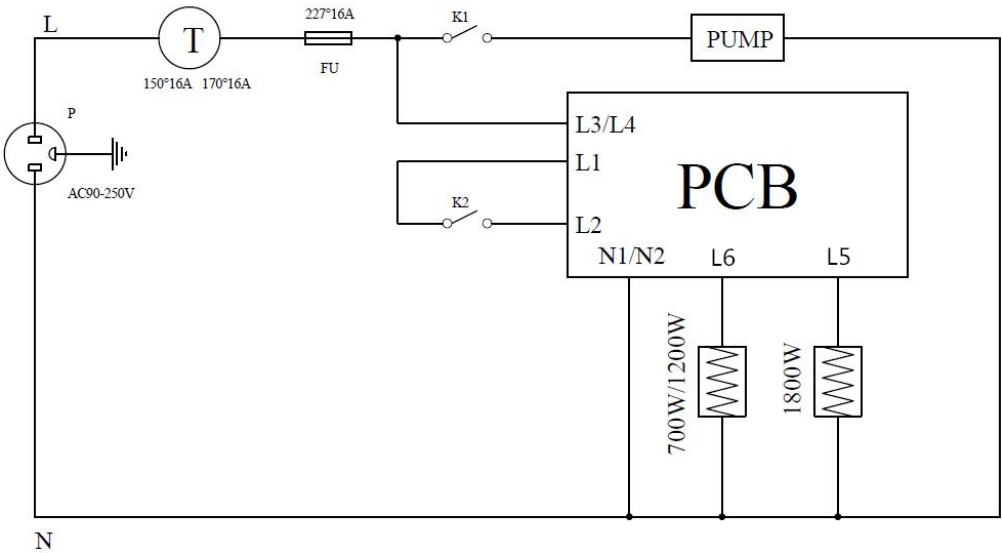 L
T
227°16A
K1
PUMP
FU
150°16A 170°16A
P
AC90-250V
L3/L4
L1
PCB
K2
L2
N1/N2 L6 L5
700W/1200W
1800W
N